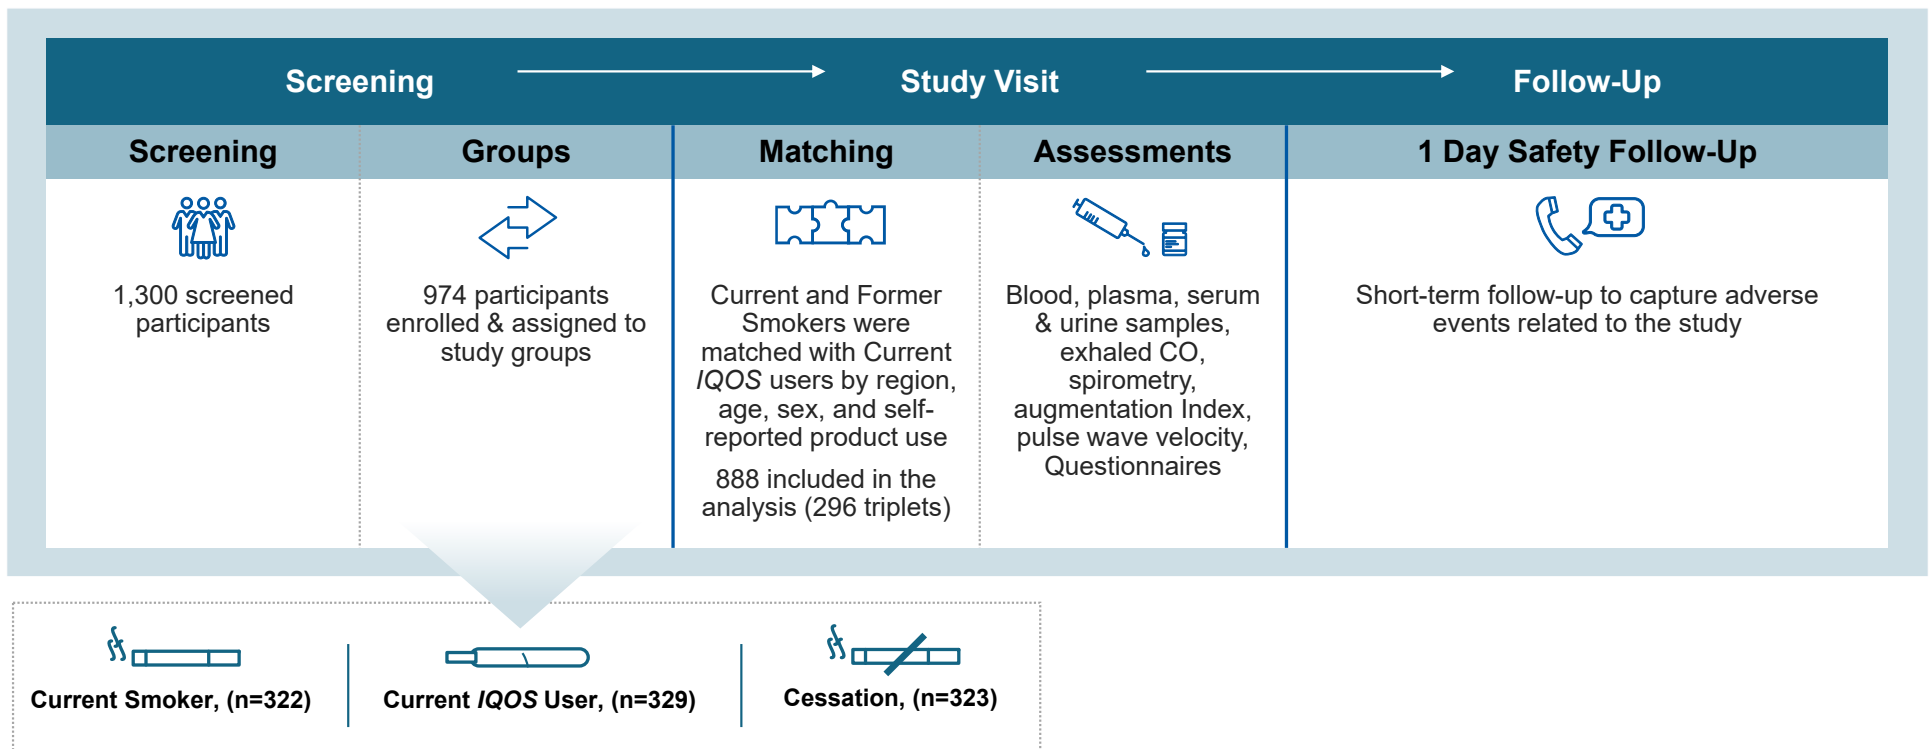 Screening
Study Visit
Follow-Up
Screening
Groups
Matching
Assessments
1 Day Safety Follow-Up
1,300 screened
participants
974 participants
enrolled & assigned to
study groups
Current and Former
Smokers were
matched with Current
IQOS users by region,
age, sex, and self-
reported product use
888 included in the
analysis (296 triplets)
Blood, plasma, serum
& urine samples,
exhaled CO,
spirometry,
augmentation Index,
pulse wave velocity,
Questionnaires
Short-term follow-up to capture adverse
events related to the study
Current Smoker, (n=322)
Current IQOS User, (n=329)
Cessation, (n=323)